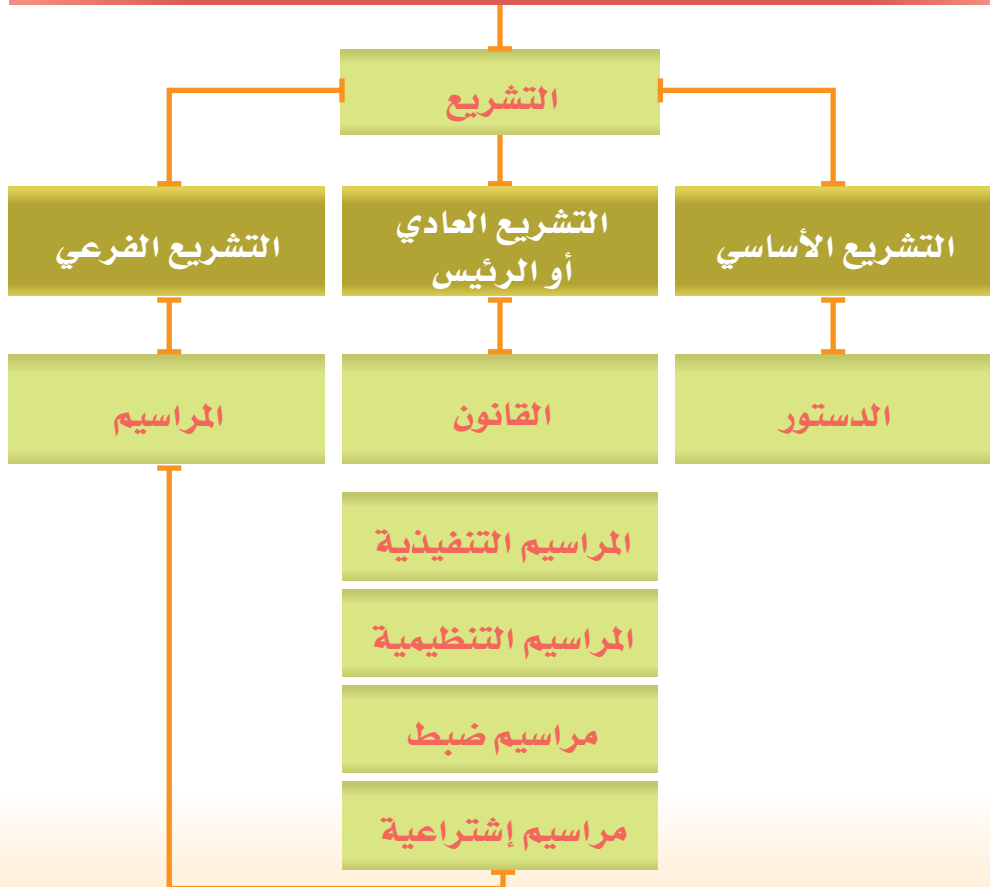 التشريع
التشريع الأساسي
التشريع العادي
أو الرئيس
التشريع الفرعي
الدستور
القانون
المراسيم
المراسيم التنفيذية
المراسيم التنظيمية
مراسيم ضبط
مراسيم إشتراعية